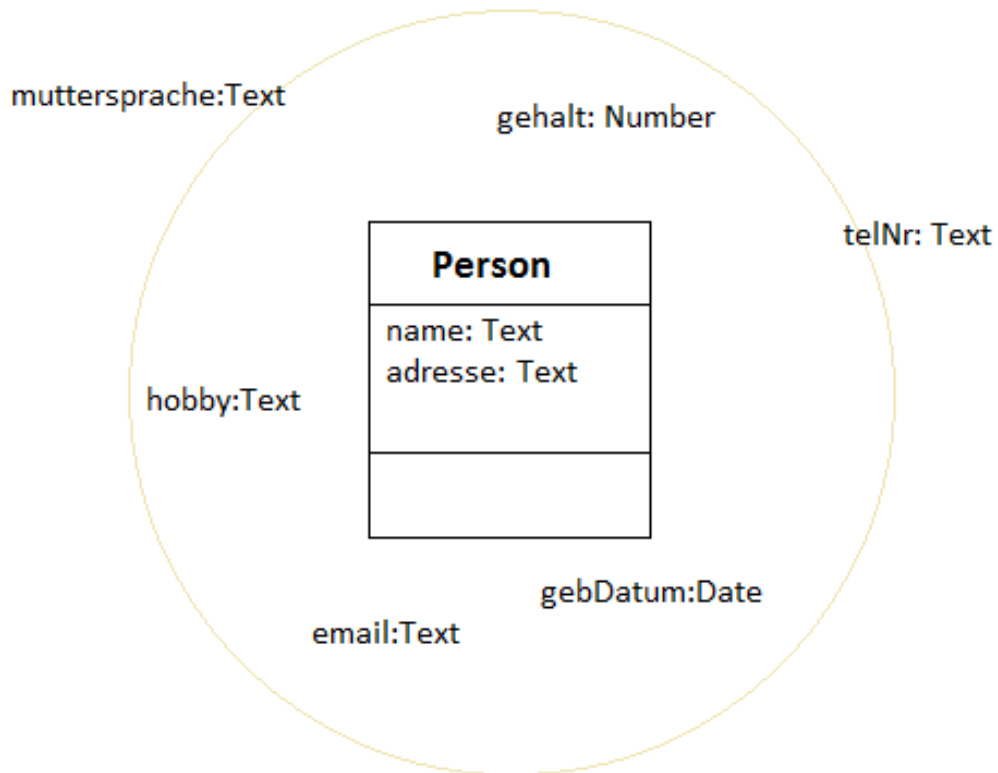 muttersprache:Text
gehalt: Number
telNr: Text
Person
name: Text
adresse: Text
hobby:Text
gebDatum:Date
email:Text